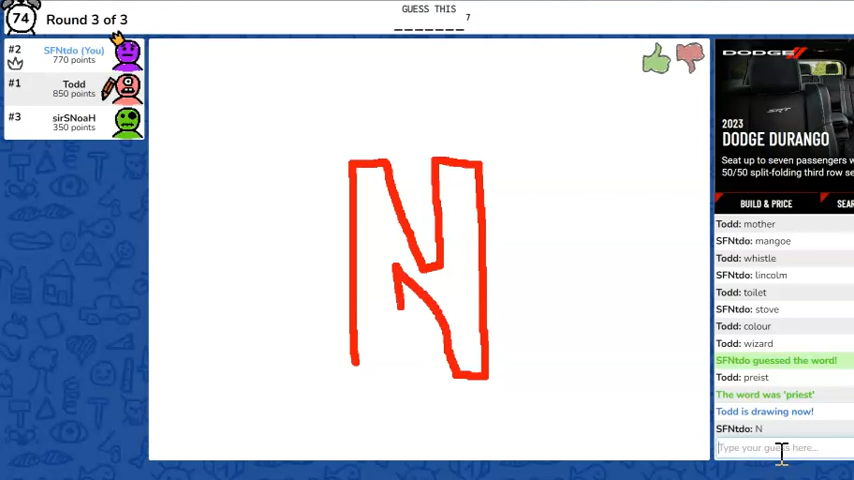 74
Round 3 of 3
GUESS THIS
_______ 7
#2
SFNtdo (You)
770 points
#1
Todd
850 points
#3
sirSNoaH
350 points
N
DODGE
SRT
2023
DODGE DURANGO
Seat up to seven passengers w
50/50 split-folding third row se
BUILD & PRICE
SEAR
Todd: mother
SFNtdo: mangoe
Todd: whistle
SFNtdo: lincolm
Todd: toilet
SFNtdo: stove
Todd: colour
Todd: wizard
SFNtdo guessed the word!
Todd: preist
The word was 'priest'
Todd is drawing now!
SFNtdo: N
Type your guess here...